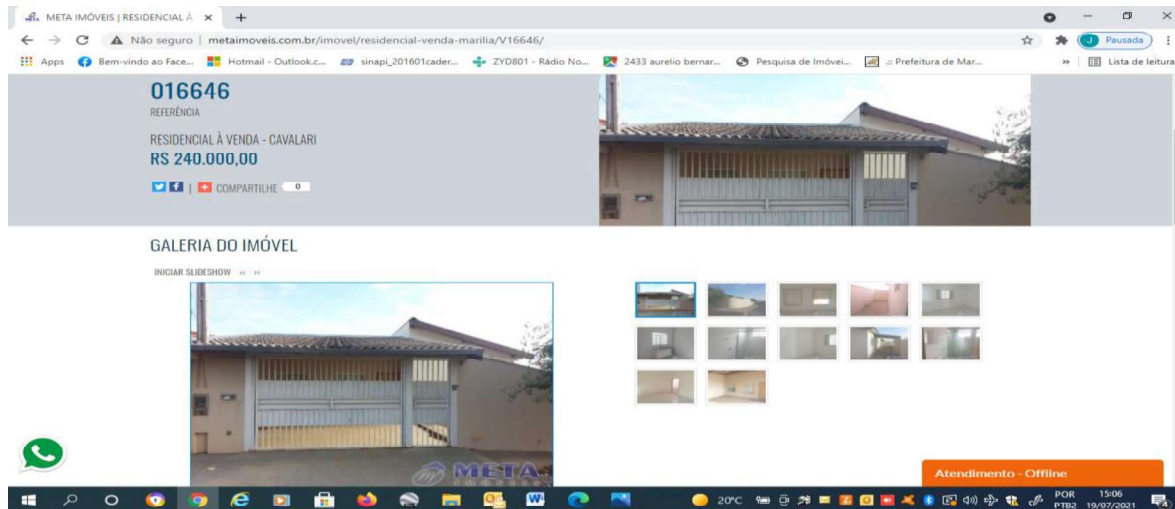 META IMÓVEIS | RESIDENCIAL À
Não seguro | metaimoveis.com.br/imovel/residencial-venda-marilia/V16646/
Pausada
Apps
Bem-vindo ao Face...
Hotmail - Outlook.c...
sinapi_201601cader...
ZYD801 - Rádio No...
2433 aurelio bernar...
Pesquisa de Imóvei...
.:: Prefeitura de Mar...
Lista de leitura
016646
REFERÊNCIA
RESIDENCIAL À VENDA - CAVALARI
R$ 240.000,00
COMPARTILHE 0
GALERIA DO IMÓVEL
INICIAR SLIDESHOW
META
Atendimento - Offline
20°C
POR
PTB2
15:06
19/07/2021